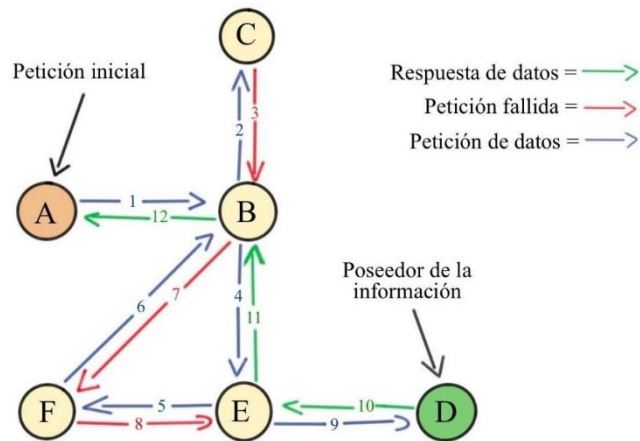 C
Petición inicial
Respuesta de datos =
Petición fallida =
Petición de datos =
2
3
1
12
A
B
Poseedor de la
información
6
7
4
11
F
5
8
E
10
9
D